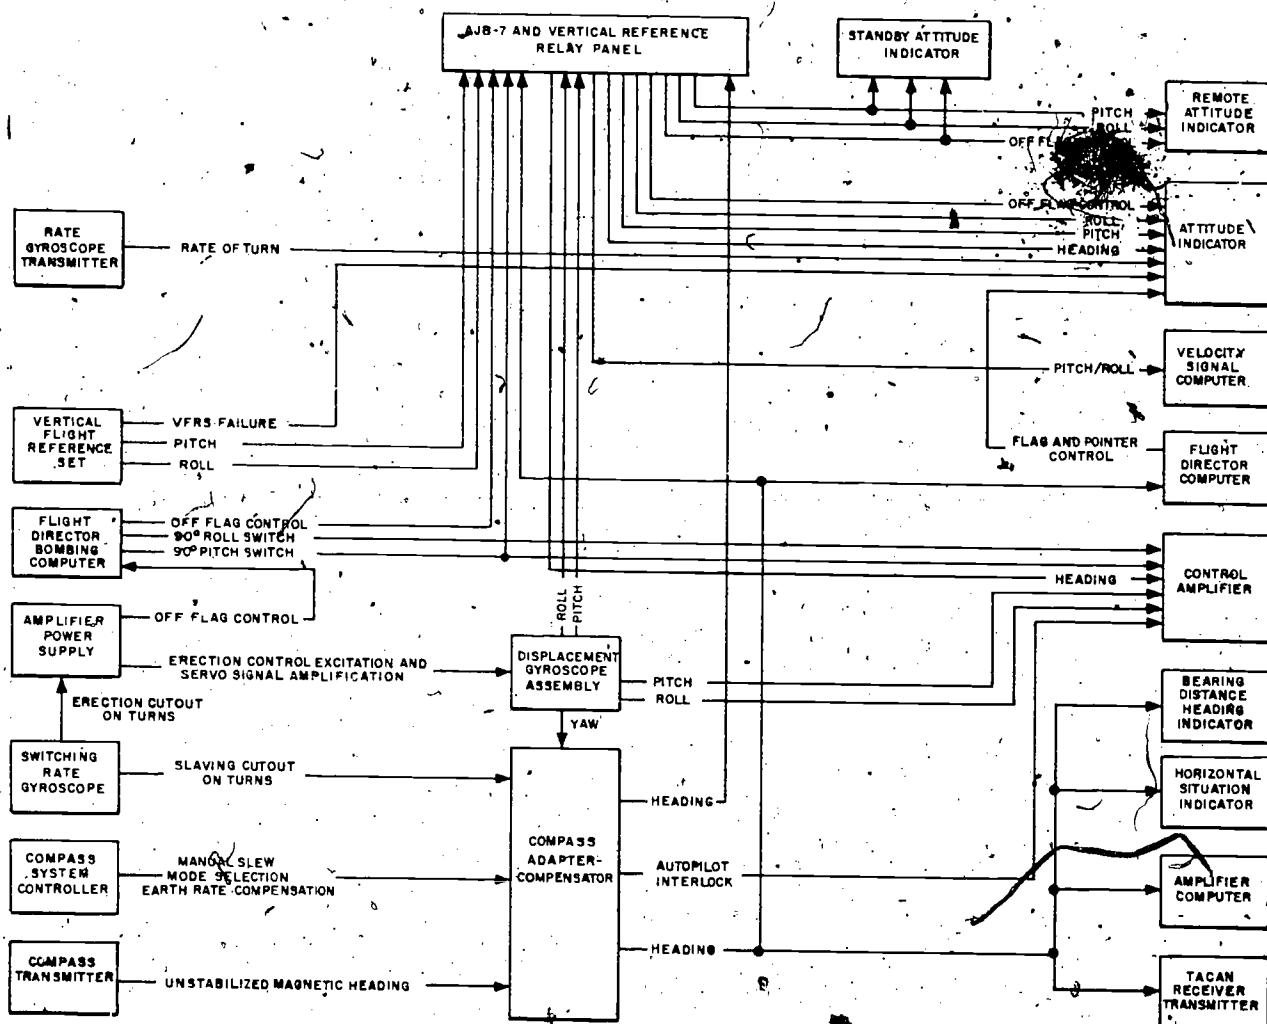 AJB-7 AND VERTICAL REFERENCE
RELAY PANEL
STANDBY ATTITUDE
INDICATOR
REMOTE
ATTITUDE
INDICATOR
PITCH
ROLL
OFF
OFF FLAG CONTROL
ROLL
PITCH
HEADING
ATTITUDE
INDICATOR
RATE
GYROSCOPE
TRANSMITTER
RATE OF TURN
VELOCITY
SIGNAL
COMPUTER
PITCH/ROLL
VERTICAL
FLIGHT
REFERENCE
SET
VFRS FAILURE
PITCH
ROLL
FLAG AND POINTER
CONTROL
FLIGHT
DIRECTOR
COMPUTER
FLIGHT
DIRECTOR
BOMBING
COMPUTER
OFF FLAG CONTROL
90° ROLL SWITCH
90° PITCH SWITCH
HEADING
CONTROL
AMPLIFIER
AMPLIFIER
POWER
SUPPLY
OFF FLAG CONTROL
ROLL
PITCH
ERECTION CONTROL EXCITATION AND
SERVO SIGNAL AMPLIFICATION
DISPLACEMENT
GYROSCOPE
ASSEMBLY
PITCH
ROLL
YAW
ERECTION CUTOUT
ON TURNS
BEARING
DISTANCE
HEADING
INDICATOR
SWITCHING
RATE
GYROSCOPE
SLAVING CUTOUT
ON TURNS
HEADING
HORIZONTAL
SITUATION
INDICATOR
COMPASS
SYSTEM
CONTROLLER
MANUAL SLEW
MODE SELECTION
EARTH RATE COMPENSATION
COMPASS
ADAPTER-
COMPENSATOR
AUTOPILOT
INTERLOCK
AMPLIFIER
COMPUTER
HEADING
COMPASS
TRANSMITTER
UNSTABILIZED MAGNETIC HEADING
TACAN
RECEIVER
TRANSMITTER